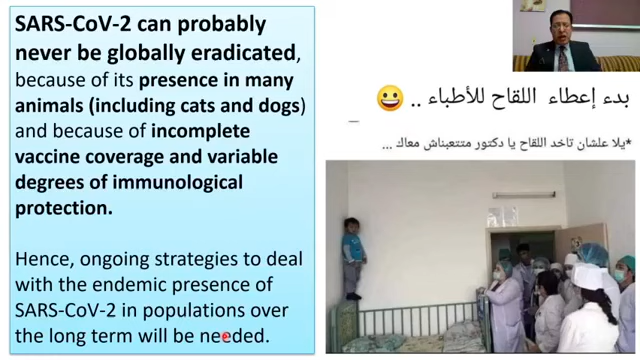 SARS-CoV-2 can probably
never be globally eradicated,
because of its presence in many
animals (including cats and dogs)
and because of incomplete
vaccine coverage and variable
degrees of immunological
protection.
Hence, ongoing strategies to deal
with the endemic presence of
SARS-CoV-2 in populations over
the long term will be needed.
بدء إعطاء اللقاح للأطباء ..
*يلا علشان تاخد اللقاح يا دكتور متتعبناش معاك ...